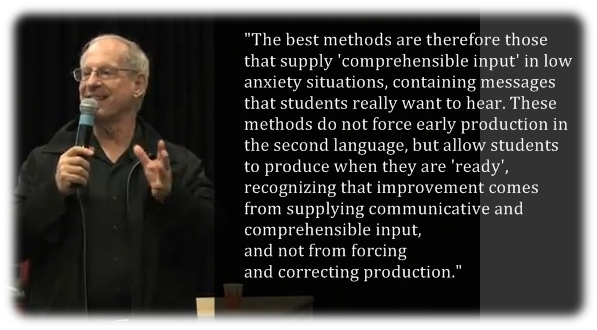 "The best methods are therefore those
that supply 'comprehensible input' in low
anxiety situations, containing messages
that students really want to hear. These
methods do not force early production in
the second language, but allow students
to produce when they are 'ready',
recognizing that improvement comes
from supplying communicative and
comprehensible input,
and not from forcing
and correcting production."